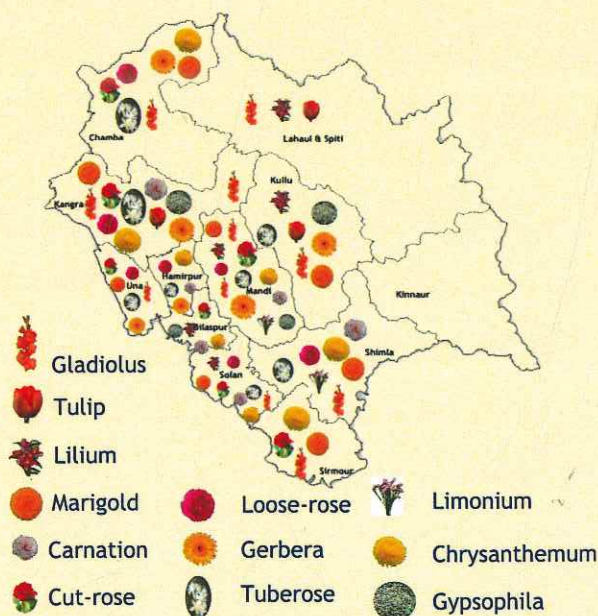 Chamba
Lahaul & Spiti
Kangra
Kullu
Una
Hamirpur
Mandi
Kinnaur
Bilaspur
Shimla
Solan
Sirmour
Gladiolus
Tulip
Lilium
Marigold
Loose-rose
Limonium
Carnation
Gerbera
Chrysanthemum
Cut-rose
Tuberose
Gypsophila